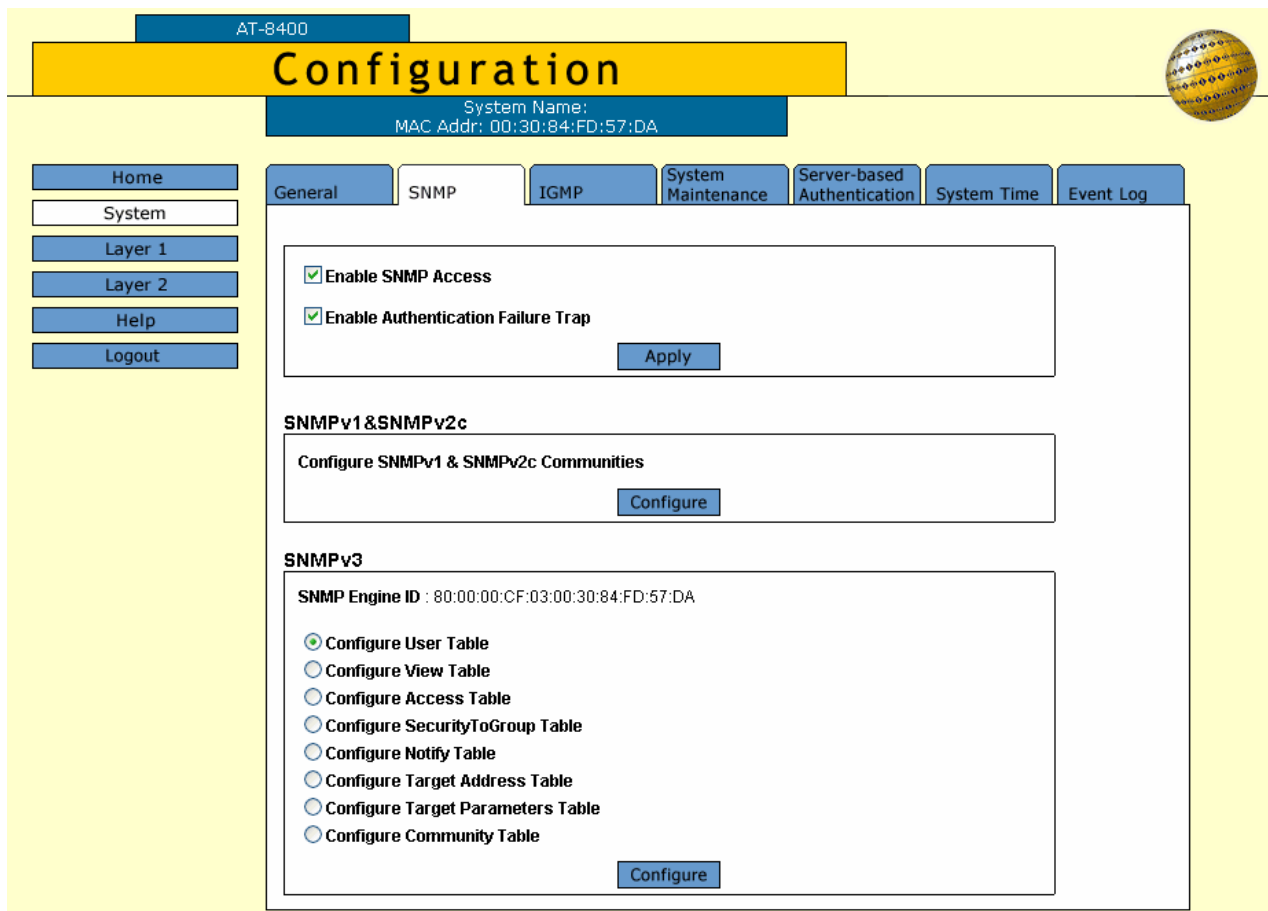 AT-8400
Configuration
System Name:
MAC Addr: 00:30:84:FD:57:DA
Home
System
Layer 1
Layer 2
Help
Logout
General
SNMP
IGMP
System
Maintenance
Server-based
Authentication
System Time
Event Log
Enable SNMP Access
Enable Authentication Failure Trap
Apply
SNMPv1&SNMPv2c
Configure SNMPv1 & SNMPv2c Communities
Configure
SNMPv3
SNMP Engine ID : 80:00:00:CF:03:00:30:84:FD:57:DA
Configure User Table
Configure View Table
Configure Access Table
Configure SecurityToGroup Table
Configure Notify Table
Configure Target Address Table
Configure Target Parameters Table
Configure Community Table
Configure